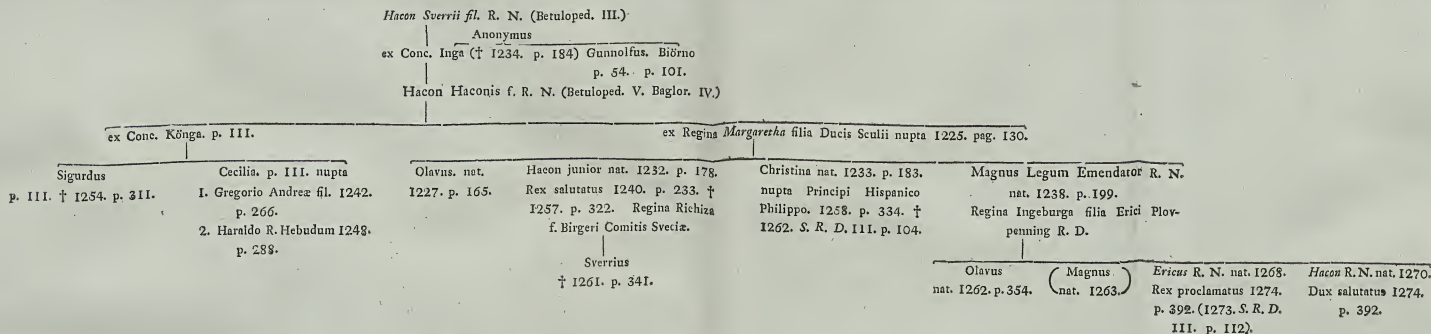 Hacon Sverrii fil. R. N. (Betuloped. III.)
Anonymus
ex Conc. Inga († 1234. p. 184) Gunnolfus. Biörno
p. 54. p. 101.
Hacon Haconis f. R. N. (Betuloped. V. Baglor. IV.)
ex Conc. Könga. p. 111.
ex Regina Margaretha filia Ducis Sculii nupta 1225. pag. 130.
Sigurdus
p. 111. † 1254. p. 311.
Cecilia. p. 111. nupta
1. Gregorio Andreæ fil. 1242.
p. 266.
2. Haraldo R. Hebudum 1248.
p. 288.
Olavus. nat.
1227. p. 165.
Hacon junior nat. 1232. p. 178.
Rex salutatus 1240. p. 233. †
1257. p. 322. Regina Richiza
f. Birgeri Comitis Sveciæ.
Sverrius
† 1261. p. 341.
Christina nat. 1233. p. 183.
nupta Principi Hispanico
Philippo. 1258. p. 334. †
1262. S. R. D. III. p. 104.
Magnus Legum Emendator R. N.
nat. 1238. p. 199.
Regina Ingeburga filia Erici Plov-
penning R. D.
Olavus
nat. 1262. p. 354.
(Magnus
nat. 1263.)
Ericus R. N. nat. 1268.
Rex proclamatus 1274.
p. 392. (1273. S. R. D.
III. p. 112).
Hacon R. N. nat. 1270.
Dux salutatus 1274.
p. 392.